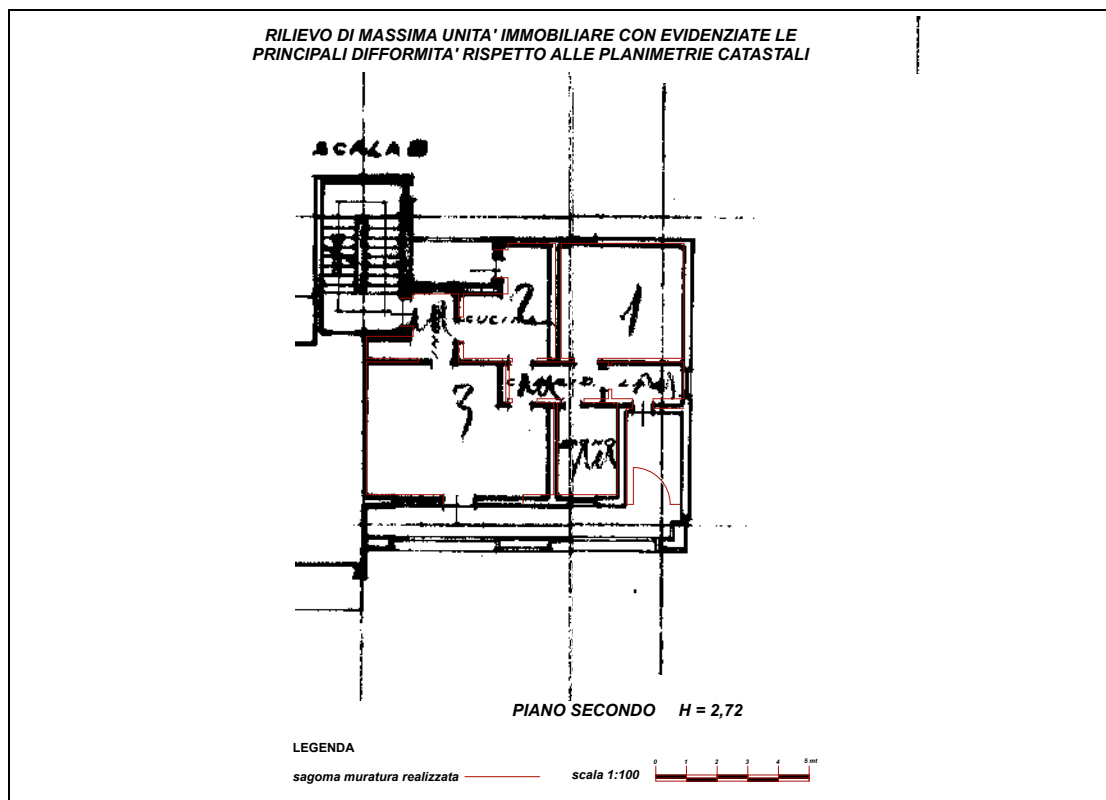 RILIEVO DI MASSIMA UNITA' IMMOBILIARE CON EVIDENZIATE LE
PRINCIPALI DIFFORMITA' RISPETTO ALLE PLANIMETRIE CATASTALI
SCALA
2
1
CUCINA
3
PIANO SECONDO H = 2,72
LEGENDA
sagoma muratura realizzata
scala 1:100
0 1 2 3 4 5 mt